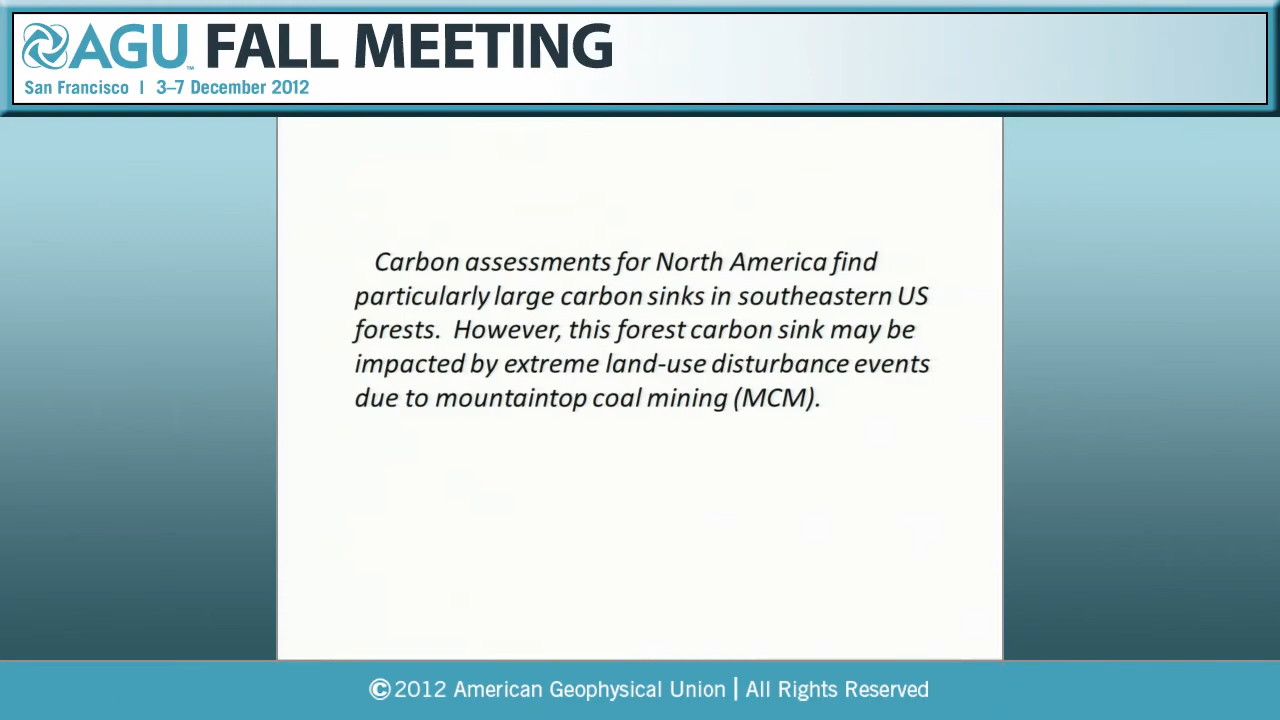 AGU™ FALL MEETING
San Francisco | 3–7 December 2012
Carbon assessments for North America find
particularly large carbon sinks in southeastern US
forests. However, this forest carbon sink may be
impacted by extreme land-use disturbance events
due to mountaintop coal mining (MCM).
©2012 American Geophysical Union | All Rights Reserved